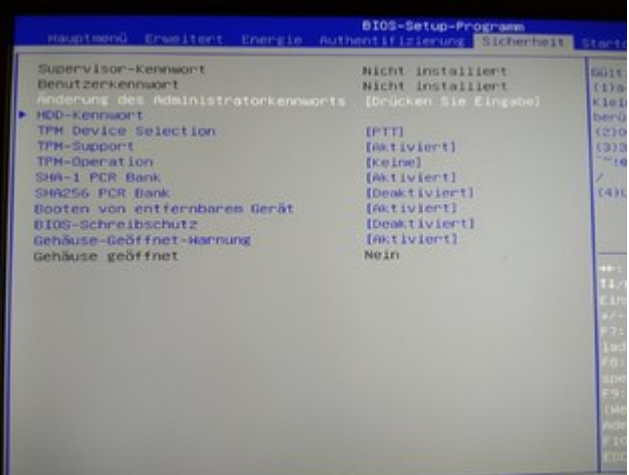 BIOS-Setup-Programm
Hauptmenü Erweitert Energie Authentifizierung Sicherheit
Supervisor-Kennwort Nicht installiert
Benutzerkennwort Nicht installiert
Änderung des Administratorkennworts [Drücken Sie Eingabe]
HDD-Kennwort
TPM Device Selection [PTT]
TPM-Support [Aktiviert]
TPM-Operation [Keine]
SHA-1 PCR Bank [Aktiviert]
SHA256 PCR Bank [Deaktiviert]
Booten von entfernbarem Gerät [Aktiviert]
BIOS-Schreibschutz [Deaktiviert]
Gehäuse-Geöffnet-Warnung [Aktiviert]
Gehäuse geöffnet Nein